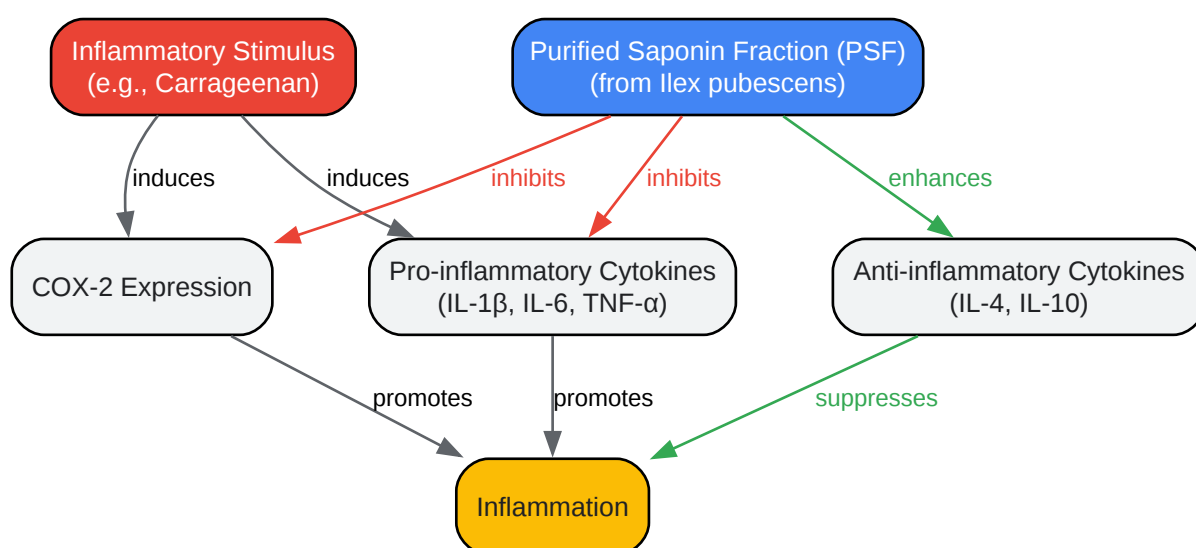 Inflammatory Stimulus
(e.g., Carrageenan)
Purified Saponin Fraction (PSF)
(from Ilex pubescens)
induces
induces
inhibits
inhibits
enhances
COX-2 Expression
Pro-inflammatory Cytokines
(IL-1β, IL-6, TNF-α)
Anti-inflammatory Cytokines
(IL-4, IL-10)
promotes
promotes
suppresses
Inflammation